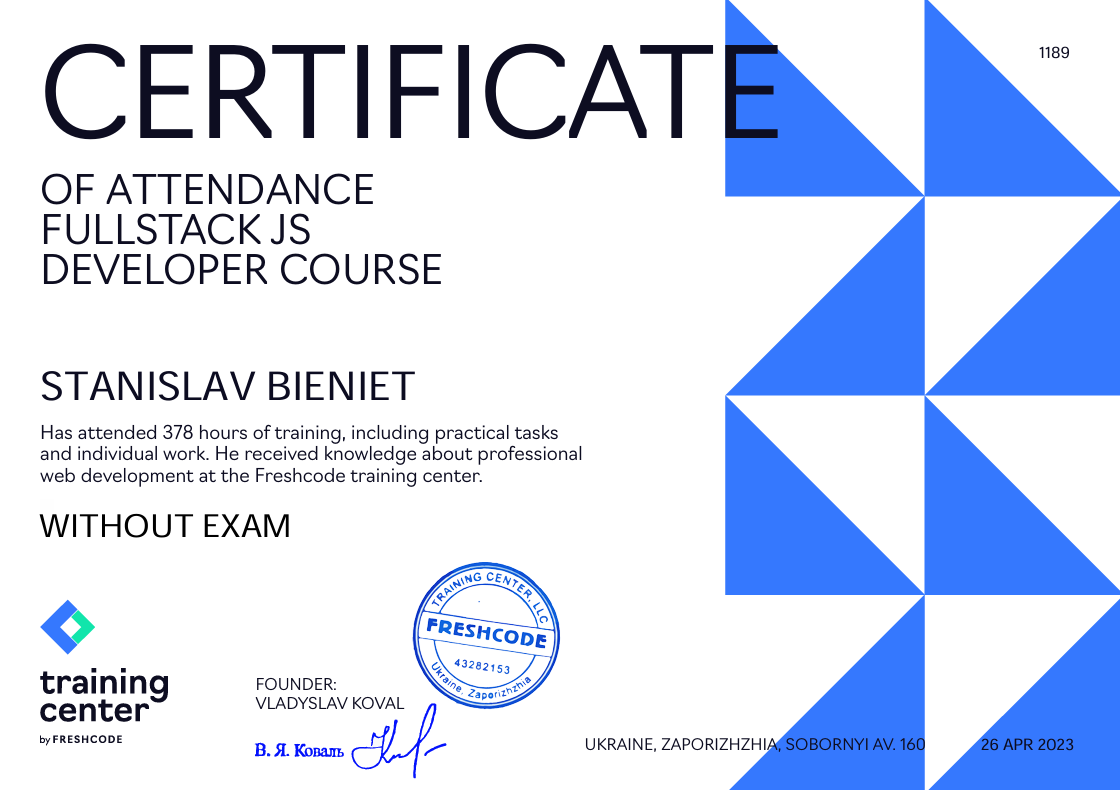 CERTIFICATE
1189
OF ATTENDANCE
FULLSTACK JS
DEVELOPER COURSE
STANISLAV BIENIET
Has attended 378 hours of training, including practical tasks
and individual work. He received knowledge about professional
web development at the Freshcode training center.
WITHOUT EXAM
TRAINING CENTER, LLC
FRESHCODE
43282153
Ukraine, Zaporizhzhia
training
center
by FRESHCODE
FOUNDER:
VLADYSLAV KOVAL
В. Я. Коваль
UKRAINE, ZAPORIZHZHIA, SOBORNYI AV. 160
26 APR 2023